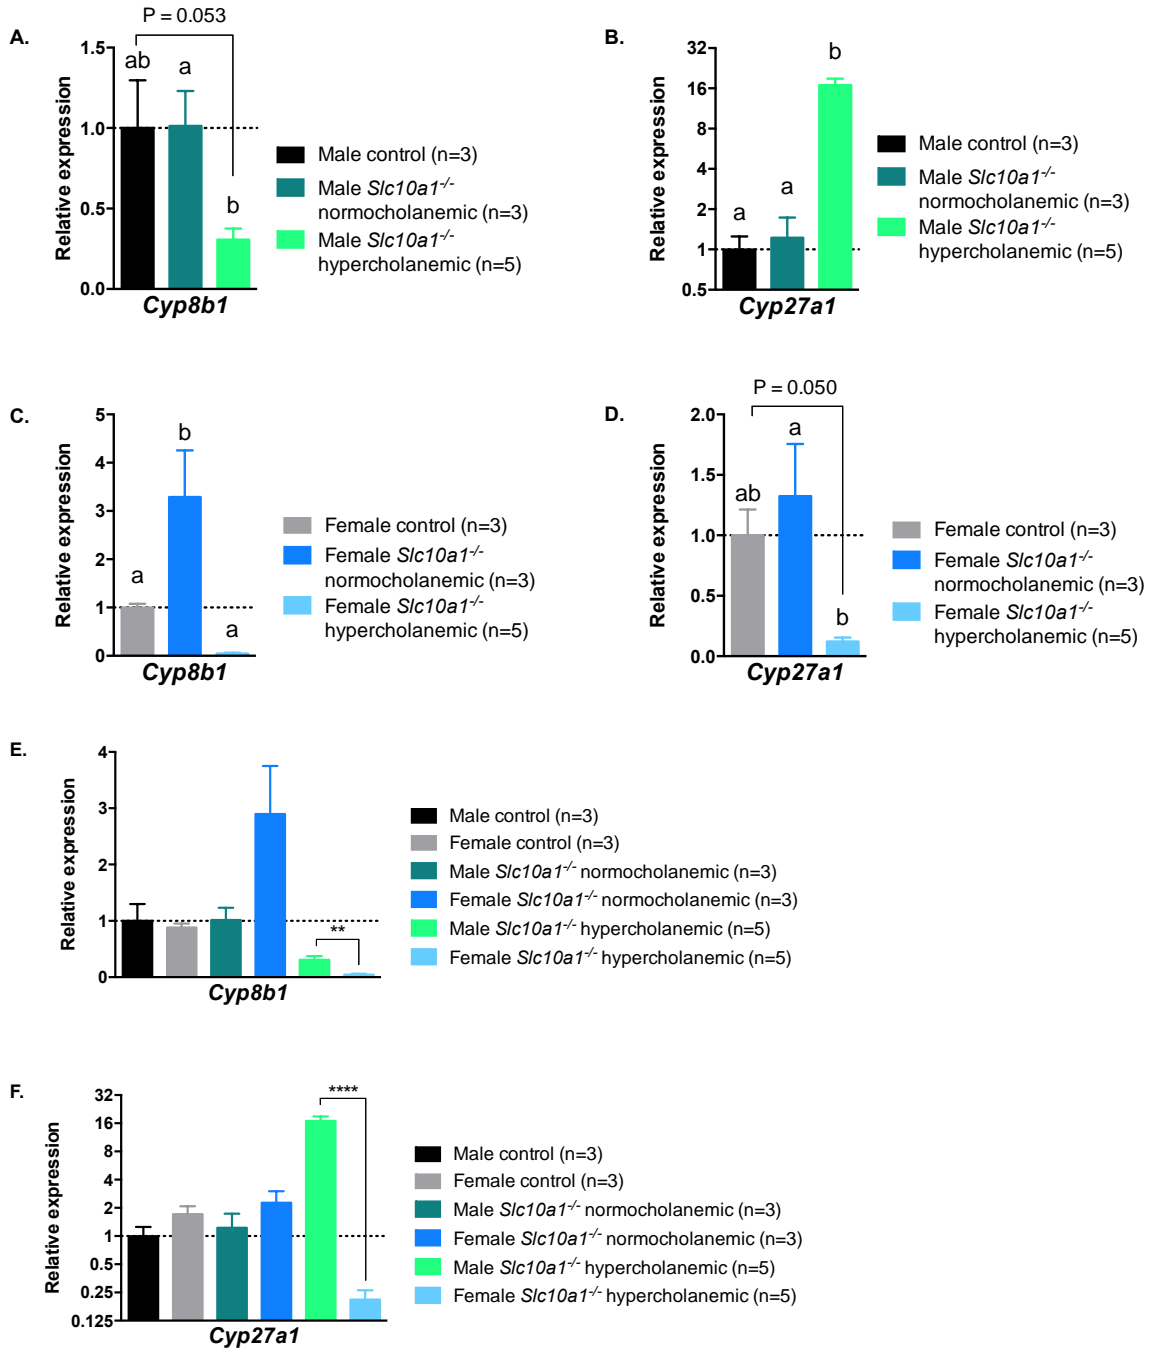 A.
P = 0.053
Relative expression
1.5
1.0
0.5
0.0
ab
a
b
Cyp8b1
Male control (n=3)
Male Slc10a1-/-
normocholanemic (n=3)
Male Slc10a1-/-
hypercholanemic (n=5)
B.
Relative expression
32
16
8
4
2
1
0.5
a
a
b
Cyp27a1
Male control (n=3)
Male Slc10a1-/-
normocholanemic (n=3)
Male Slc10a1-/-
hypercholanemic (n=5)
C.
Relative expression
5
4
3
2
1
0
a
b
a
Cyp8b1
Female control (n=3)
Female Slc10a1-/-
normocholanemic (n=3)
Female Slc10a1-/-
hypercholanemic (n=5)
D.
P = 0.050
Relative expression
2.0
1.5
1.0
0.5
0.0
ab
a
b
Cyp27a1
Female control (n=3)
Female Slc10a1-/-
normocholanemic (n=3)
Female Slc10a1-/-
hypercholanemic (n=5)
E.
Relative expression
4
3
2
1
0
**
Cyp8b1
Male control (n=3)
Female control (n=3)
Male Slc10a1-/- normocholanemic (n=3)
Female Slc10a1-/- normocholanemic (n=3)
Male Slc10a1-/- hypercholanemic (n=5)
Female Slc10a1-/- hypercholanemic (n=5)
F.
Relative expression
32
16
8
4
2
1
0.5
0.25
0.125
****
Cyp27a1
Male control (n=3)
Female control (n=3)
Male Slc10a1-/- normocholanemic (n=3)
Female Slc10a1-/- normocholanemic (n=3)
Male Slc10a1-/- hypercholanemic (n=5)
Female Slc10a1-/- hypercholanemic (n=5)